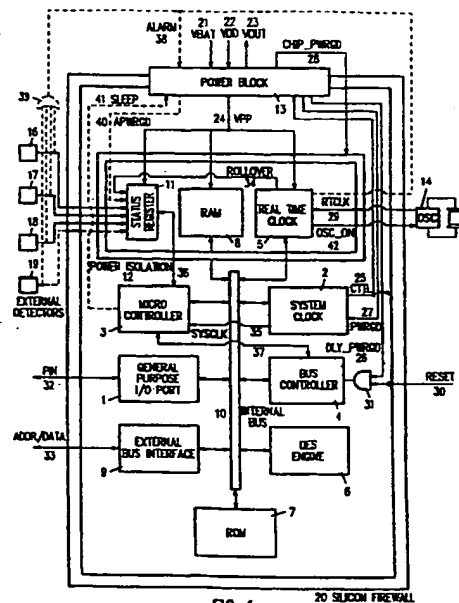 21 22 23
ALARM
38
VBAT VDD VOUT
CHIP_PWRGD
28
POWER BLOCK
13
41 SLEEP
39
40 APWRGD
24 VPP
16
17
18
19
EXTERNAL
DETECTORS
ROLLOVER
34
STATUS
REGISTER
11
RAM
8
REAL TIME
CLOCK
5
RTCLK
29
OSC_ON
42
14
OSC
POWER ISOLATION
12
36
MICRO
CONTROLLER
3
SYSCLK
35
2
SYSTEM
CLOCK
25
CTR
27
PWRGD
37
DLY_PWRGD
26
PIN
32
GENERAL
PURPOSE
I/O PORT
1
10
INTERNAL
BUS
BUS
CONTROLLER
4
31
RESET
30
ADDR/DATA
33
EXTERNAL
BUS INTERFACE
9
DES
ENGINE
6
ROM
7
20 SILICON FIREWALL